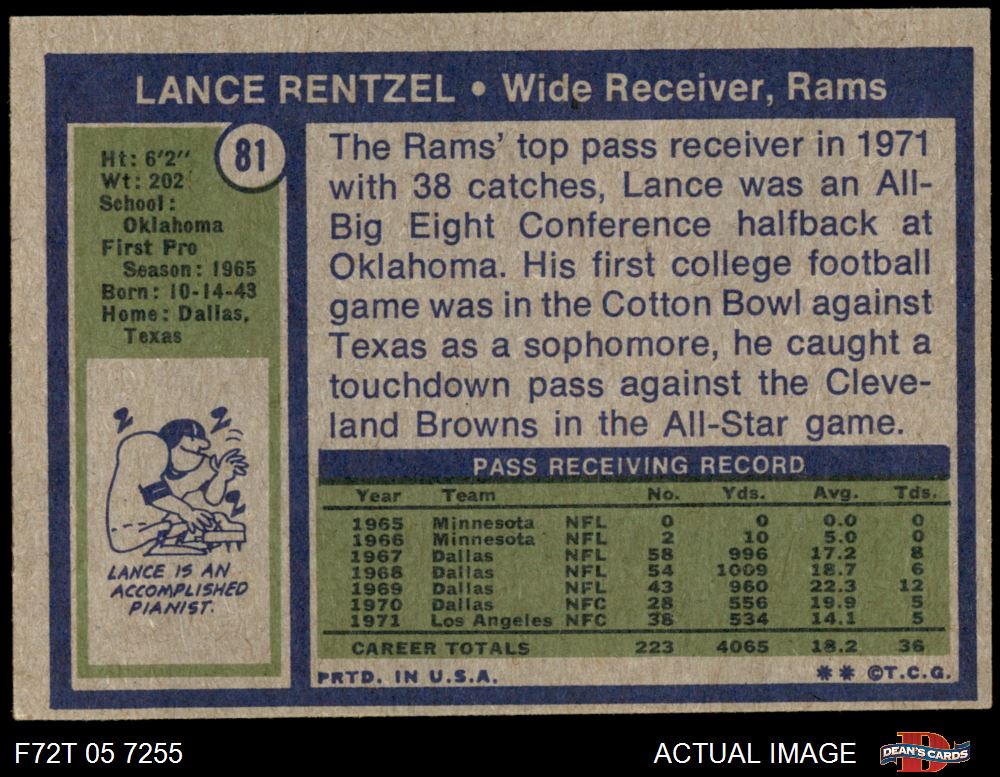 LANCE RENTZEL • Wide Receiver, Rams
81
Ht: 6'2''
Wt: 202
School:
Oklahoma
First Pro
Season: 1965
Born: 10-14-43
Home: Dallas,
Texas
The Rams' top pass receiver in 1971
with 38 catches, Lance was an All-
Big Eight Conference halfback at
Oklahoma. His first college football
game was in the Cotton Bowl against
Texas as a sophomore, he caught a
touchdown pass against the Cleve-
land Browns in the All-Star game.
LANCE IS AN
ACCOMPLISHED
PIANIST.
PASS RECEIVING RECORD
Year Team No. Yds. Avg. Tds.
1965 Minnesota NFL 0 0 0.0 0
1966 Minnesota NFL 2 10 5.0 0
1967 Dallas NFL 58 996 17.2 8
1968 Dallas NFL 54 1009 18.7 6
1969 Dallas NFL 43 960 22.3 12
1970 Dallas NFC 28 556 19.9 5
1971 Los Angeles NFC 38 534 14.1 5
CAREER TOTALS 223 4065 18.2 36
PRTD. IN U.S.A. ** ©T.C.G.
F72T 05 7255 ACTUAL IMAGE D DEAN'S CARDS